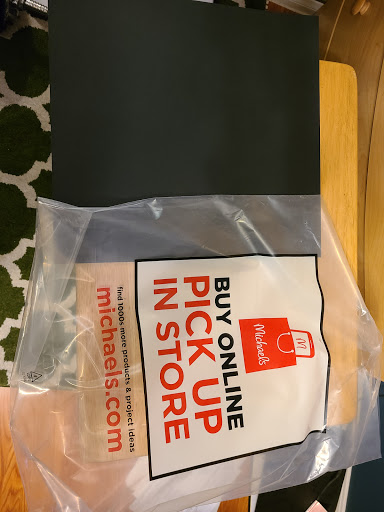 BUY ONLINE
PICK UP
IN STORE
M
Michaels
find 1000s more products & project ideas
michaels.com